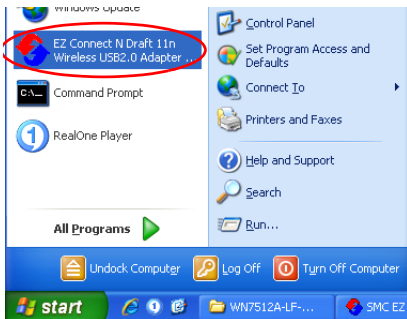 Windows Update
EZ Connect N Draft 11n
Wireless USB2.0 Adapter ...
C:\_
Command Prompt
RealOne Player
All Programs
Control Panel
Set Program Access and
Defaults
Connect To
Printers and Faxes
Help and Support
Search
Run...
Undock Computer
Log Off
Turn Off Computer
start
WN7512A-LF-...
SMC EZ